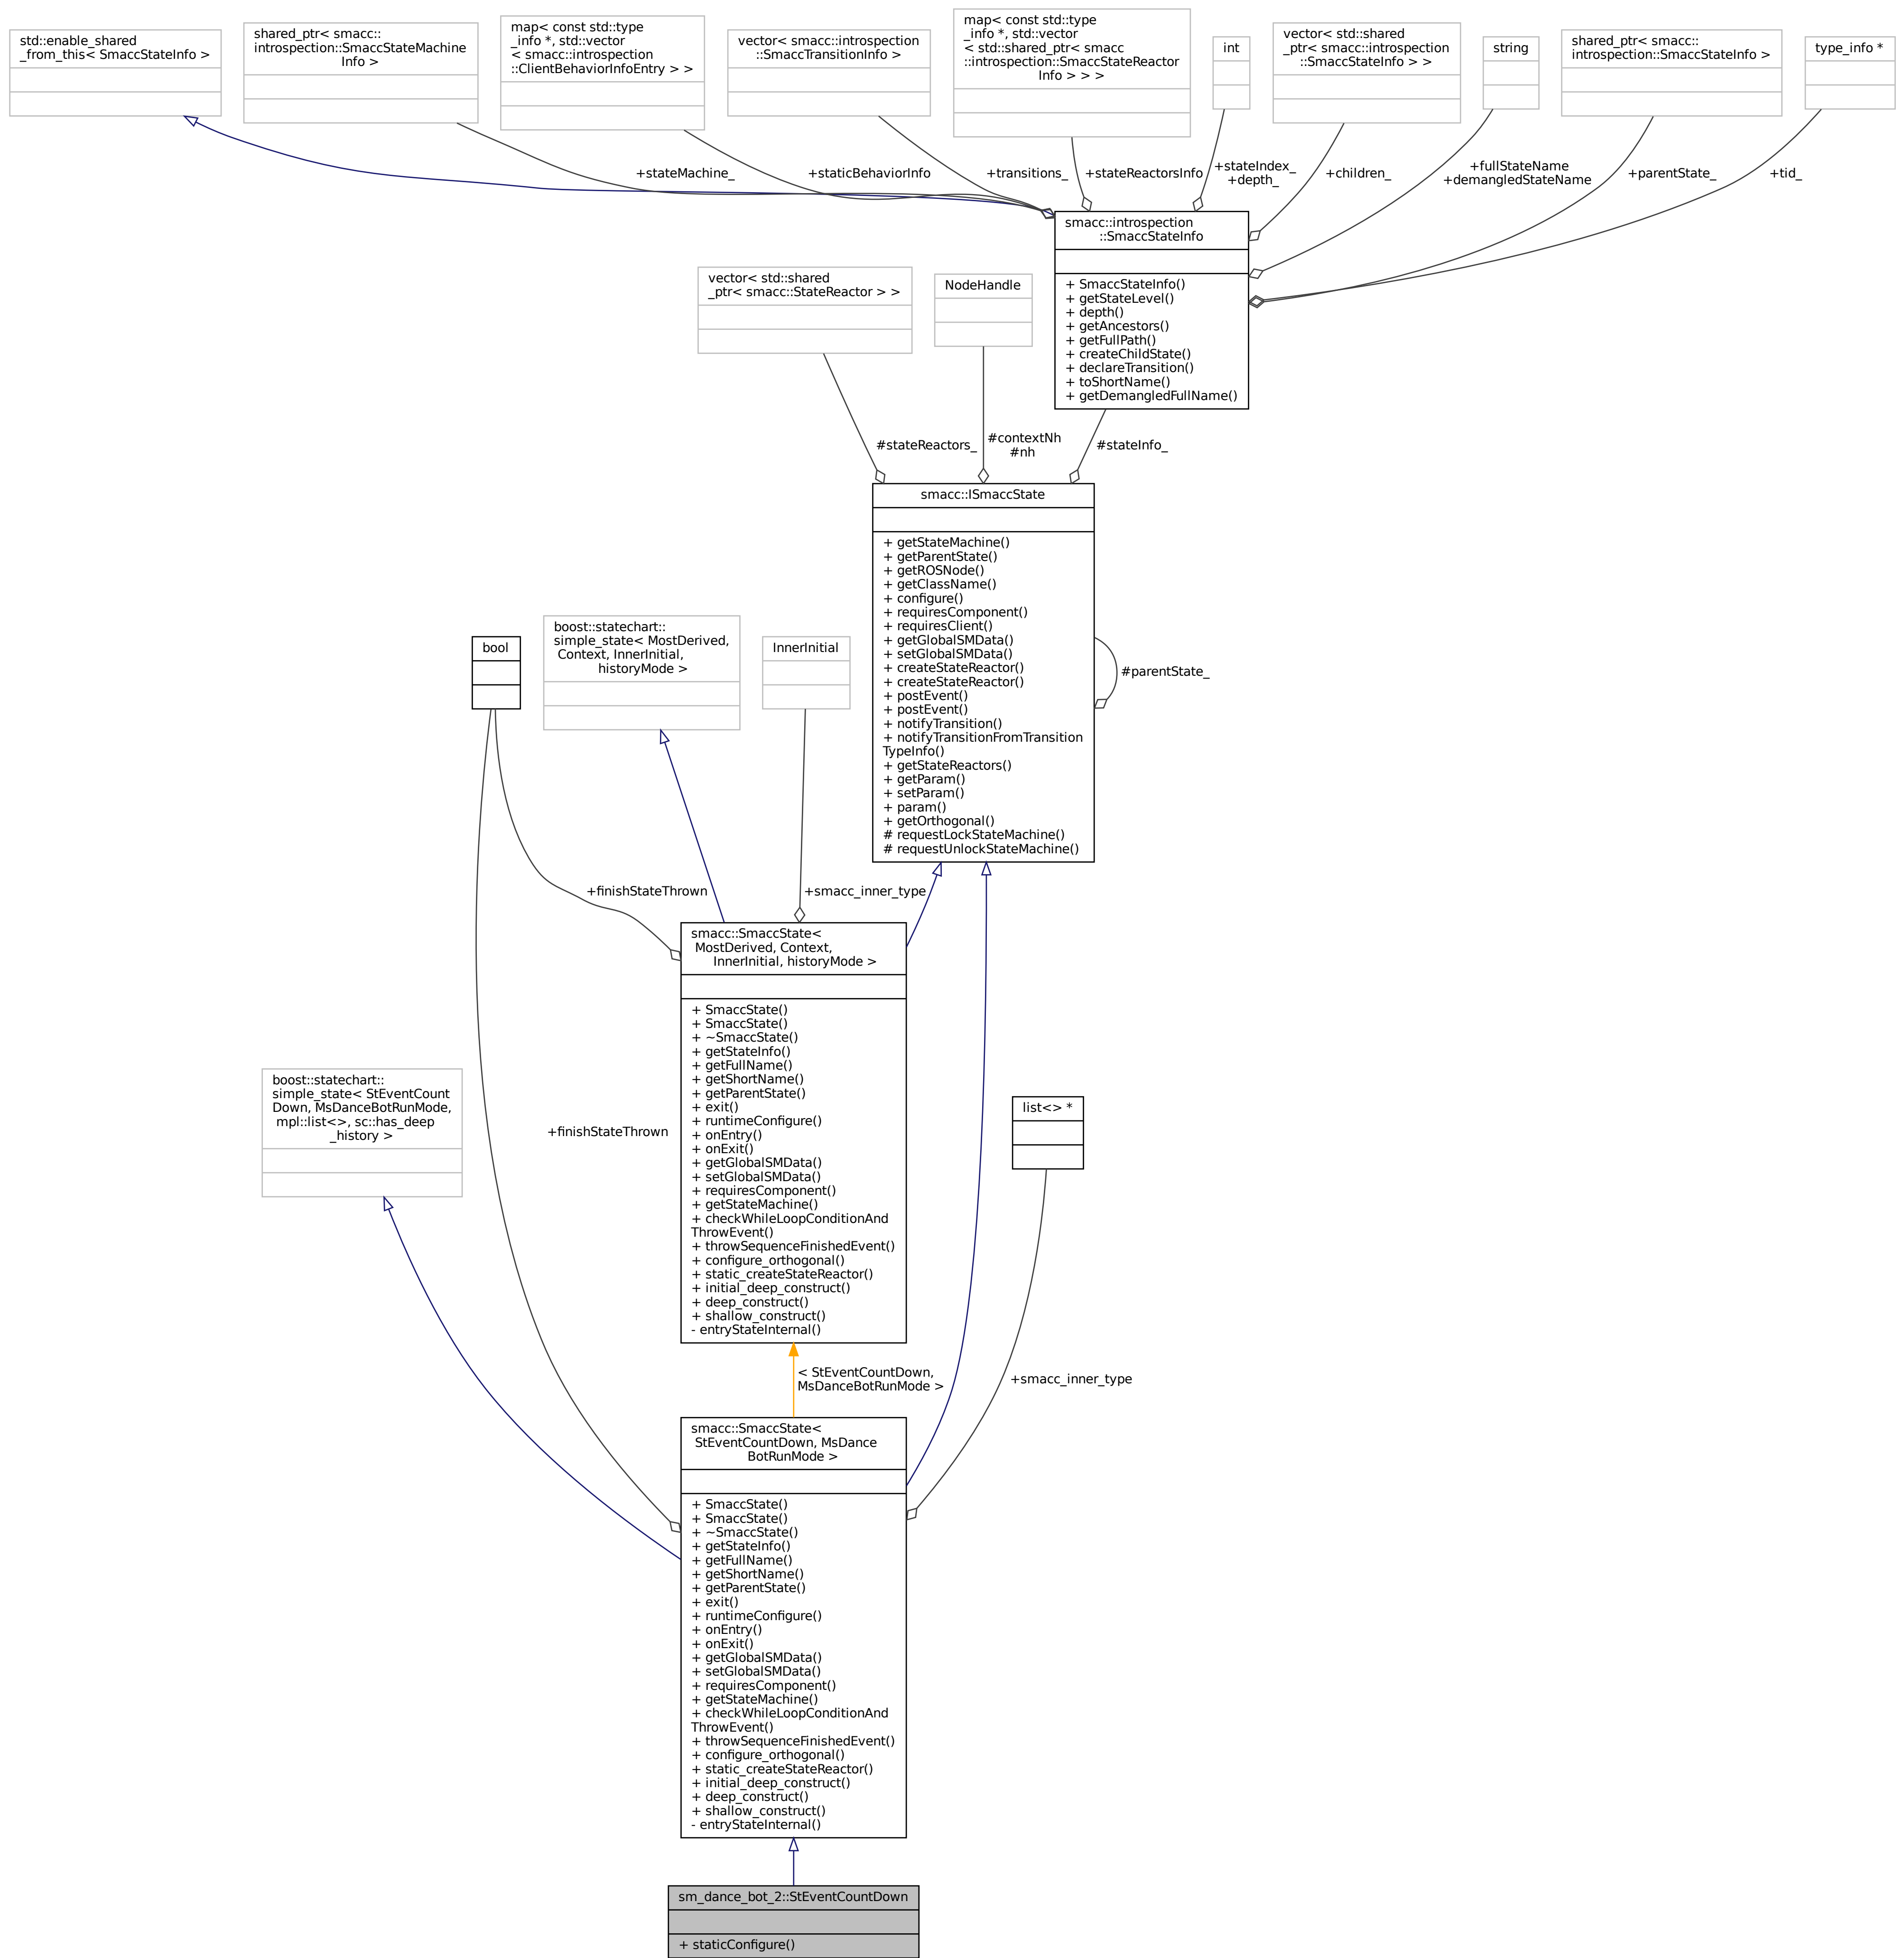 std::enable_shared
_from_this< SmaccStateInfo >
shared_ptr< smacc::
introspection::SmaccStateMachine
Info >
map< const std::type
_info *, std::vector
< smacc::introspection
::ClientBehaviorInfoEntry > >
vector< smacc::introspection
::SmaccTransitionInfo >
map< const std::type
_info *, std::vector
< std::shared_ptr< smacc
::introspection::SmaccStateReactor
Info > > >
int
vector< std::shared
_ptr< smacc::introspection
::SmaccStateInfo > >
string
shared_ptr< smacc::
introspection::SmaccStateInfo >
type_info *
+stateMachine_
+staticBehaviorInfo
+transitions_
+stateReactorsInfo
+stateIndex_
+depth_
+children_
+fullStateName
+demangledStateName
+parentState_
+tid_
smacc::introspection
::SmaccStateInfo
+ SmaccStateInfo()
+ getStateLevel()
+ depth()
+ getAncestors()
+ getFullPath()
+ createChildState()
+ declareTransition()
+ toShortName()
+ getDemangledFullName()
vector< std::shared
_ptr< smacc::StateReactor > >
NodeHandle
#stateReactors_
#contextNh
#nh
#stateInfo_
smacc::ISmaccState
+ getStateMachine()
+ getParentState()
+ getROSNode()
+ getClassName()
+ configure()
+ requiresComponent()
+ requiresClient()
+ getGlobalSMData()
+ setGlobalSMData()
+ createStateReactor()
+ createStateReactor()
+ postEvent()
+ postEvent()
+ notifyTransition()
+ notifyTransitionFromTransition
TypeInfo()
+ getStateReactors()
+ getParam()
+ setParam()
+ param()
+ getOrthogonal()
# requestLockStateMachine()
# requestUnlockStateMachine()
#parentState_
bool
boost::statechart::
simple_state< MostDerived,
Context, InnerInitial,
historyMode >
InnerInitial
+finishStateThrown
+smacc_inner_type
smacc::SmaccState<
MostDerived, Context,
InnerInitial, historyMode >
+ SmaccState()
+ SmaccState()
+ ~SmaccState()
+ getStateInfo()
+ getFullName()
+ getShortName()
+ getParentState()
+ exit()
+ runtimeConfigure()
+ onEntry()
+ onExit()
+ getGlobalSMData()
+ setGlobalSMData()
+ requiresComponent()
+ getStateMachine()
+ checkWhileLoopConditionAnd
ThrowEvent()
+ throwSequenceFinishedEvent()
+ configure_orthogonal()
+ static_createStateReactor()
+ initial_deep_construct()
+ deep_construct()
+ shallow_construct()
- entryStateInternal()
boost::statechart::
simple_state< StEventCount
Down, MsDanceBotRunMode,
mpl::list<>, sc::has_deep
_history >
+finishStateThrown
list<> *
< StEventCountDown,
MsDanceBotRunMode >
+smacc_inner_type
smacc::SmaccState<
StEventCountDown, MsDance
BotRunMode >
+ SmaccState()
+ SmaccState()
+ ~SmaccState()
+ getStateInfo()
+ getFullName()
+ getShortName()
+ getParentState()
+ exit()
+ runtimeConfigure()
+ onEntry()
+ onExit()
+ getGlobalSMData()
+ setGlobalSMData()
+ requiresComponent()
+ getStateMachine()
+ checkWhileLoopConditionAnd
ThrowEvent()
+ throwSequenceFinishedEvent()
+ configure_orthogonal()
+ static_createStateReactor()
+ initial_deep_construct()
+ deep_construct()
+ shallow_construct()
- entryStateInternal()
sm_dance_bot_2::StEventCountDown
+ staticConfigure()